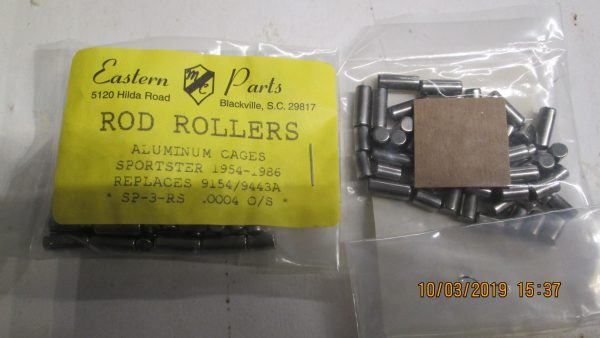 Eastern MC Parts
5120 Hilda Road
Blackville, S.C. 29817
ROD ROLLERS
ALUMINUM CAGES
SPORTSTER 1954-1986
REPLACES 9154/9443A
* SP-3-RS .0004 O/S *
10/03/2019 15:37